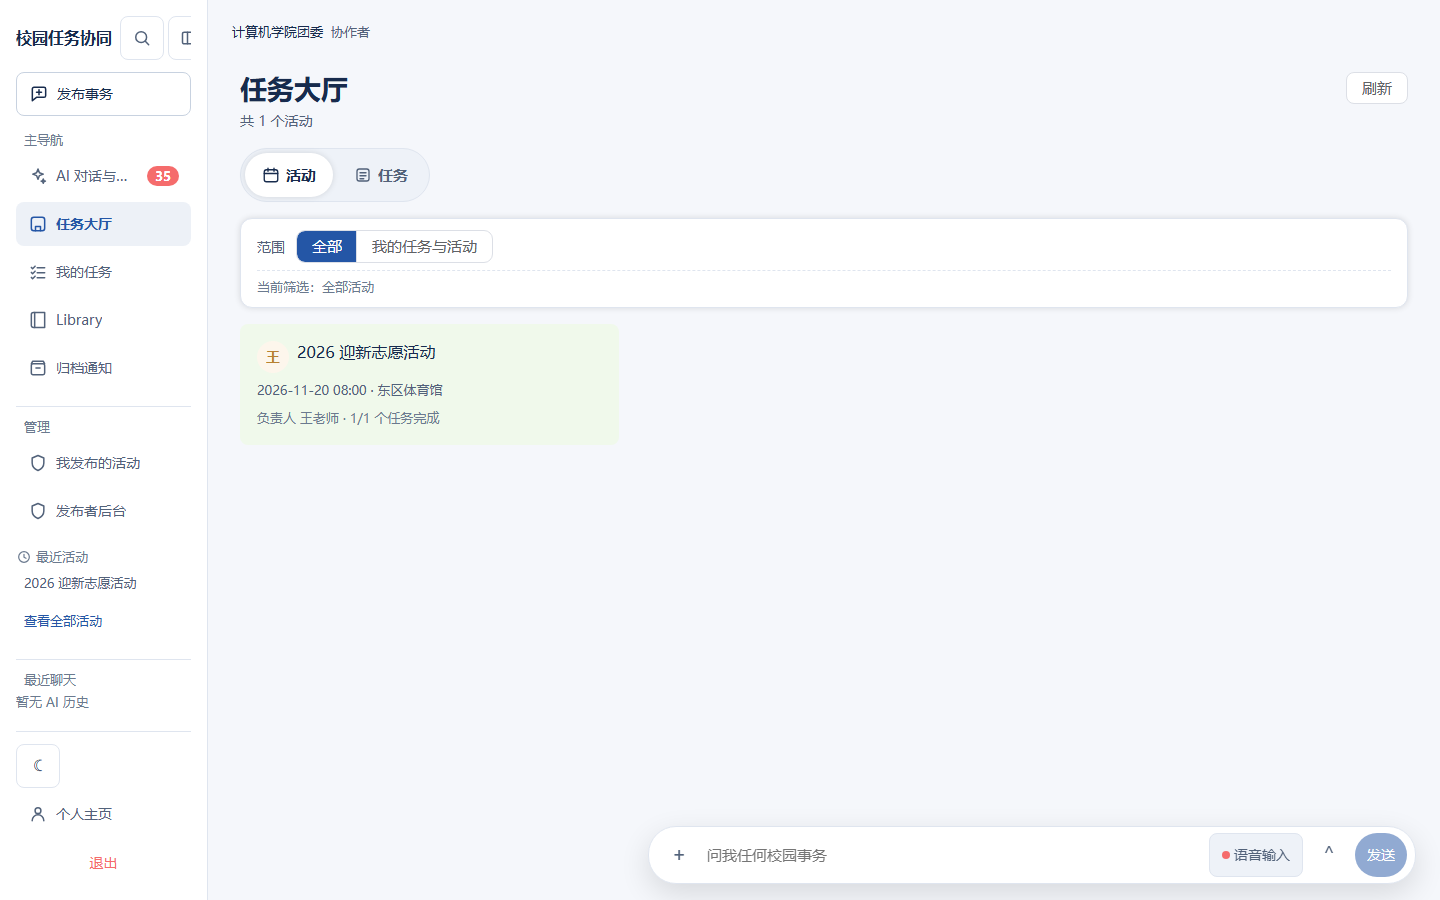 校园任务协同
发布事务
主导航
AI 对话与... 35
任务大厅
我的任务
Library
归档通知
管理
我发布的活动
发布者后台
最近活动
2026 迎新志愿活动
查看全部活动
最近聊天
暂无 AI 历史
个人主页
退出
计算机学院团委 协作者
任务大厅
刷新
共 1 个活动
活动 任务
范围 全部 我的任务与活动
当前筛选：全部活动
王 2026 迎新志愿活动
2026-11-20 08:00 · 东区体育馆
负责人 王老师 · 1/1 个任务完成
+ 问我任何校园事务 语音输入 ^ 发送